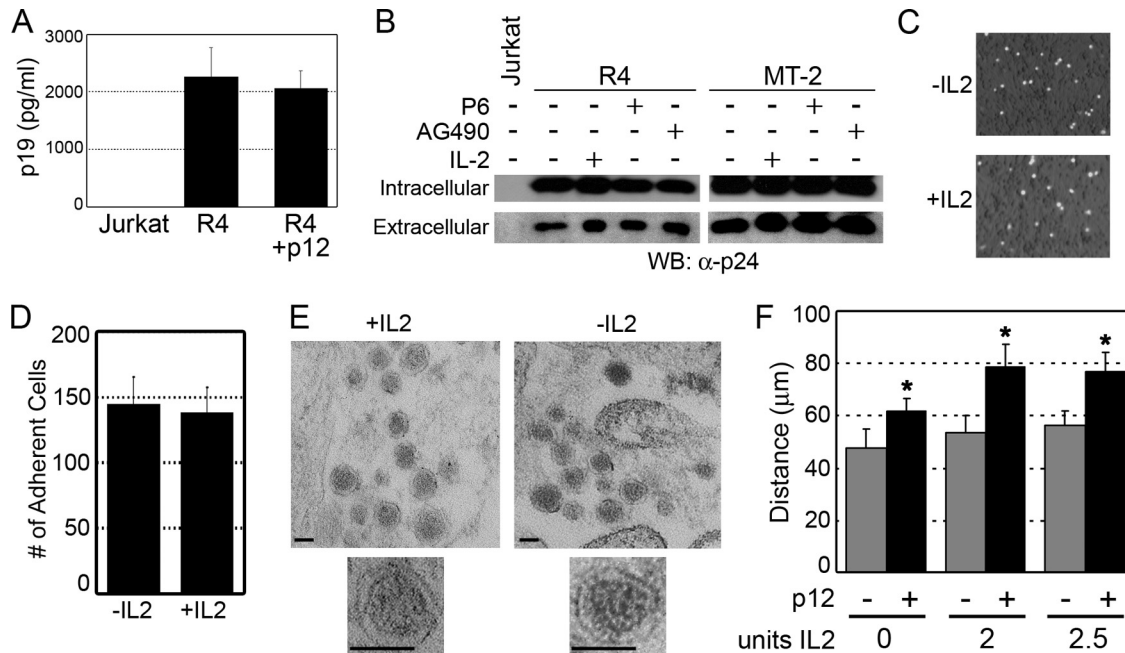 A
p19 (pg/ml)
3000
2000
1000
0
Jurkat
R4
R4
+p12
B
Jurkat
R4
MT-2
P6 - - - + - - - + -
AG490 - - - - + - - - +
IL-2 - - + - - - + - -
Intracellular
Extracellular
WB: α-p24
C
-IL2
+IL2
D
# of Adherent Cells
200
150
100
50
0
-IL2
+IL2
E
+IL2
-IL2
F
Distance (µm)
100
80
60
40
20
0
* * *
p12 - + - + - +
units IL2 0 2 2.5